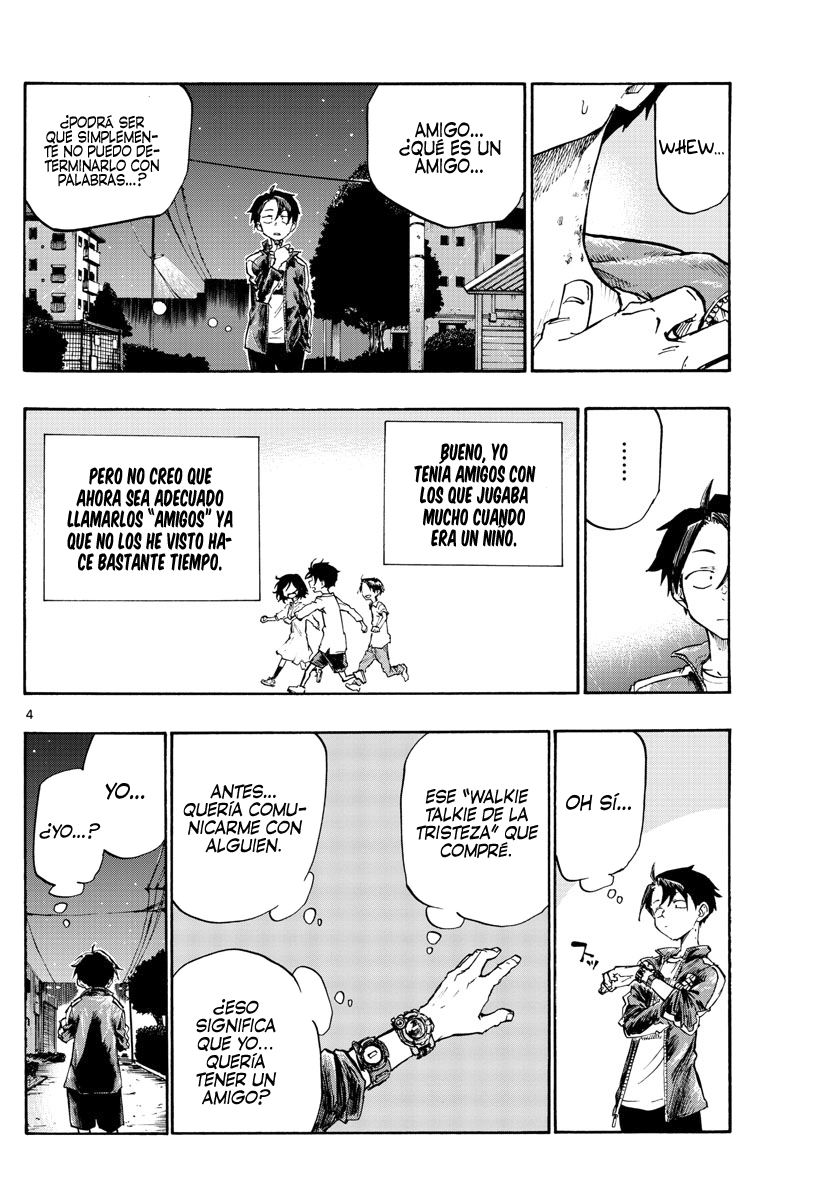 WHEW...
AMIGO...
¿QUÉ ES UN
AMIGO...
¿PODRÁ SER
QUE SIMPLEMEN-
TE NO PUEDO DE-
TERMINARLO CON
PALABRAS...?
........
BUENO, YO
TENÍA AMIGOS CON
LOS QUE JUGABA
MUCHO CUANDO
ERA UN NIÑO.
PERO NO CREO QUE
AHORA SEA ADECUADO
LLAMARLOS "AMIGOS" YA
QUE NO LOS HE VISTO HA-
CE BASTANTE TIEMPO.
4
OH SÍ...
ESE "WALKIE
TALKIE DE LA
TRISTEZA" QUE
COMPRÉ.
ANTES...
QUERÍA COMU-
NICARME CON
ALGUIEN.
¿ESO
SIGNIFICA
QUE YO...
QUERÍA
TENER UN
AMIGO?
YO...
¿YO...?